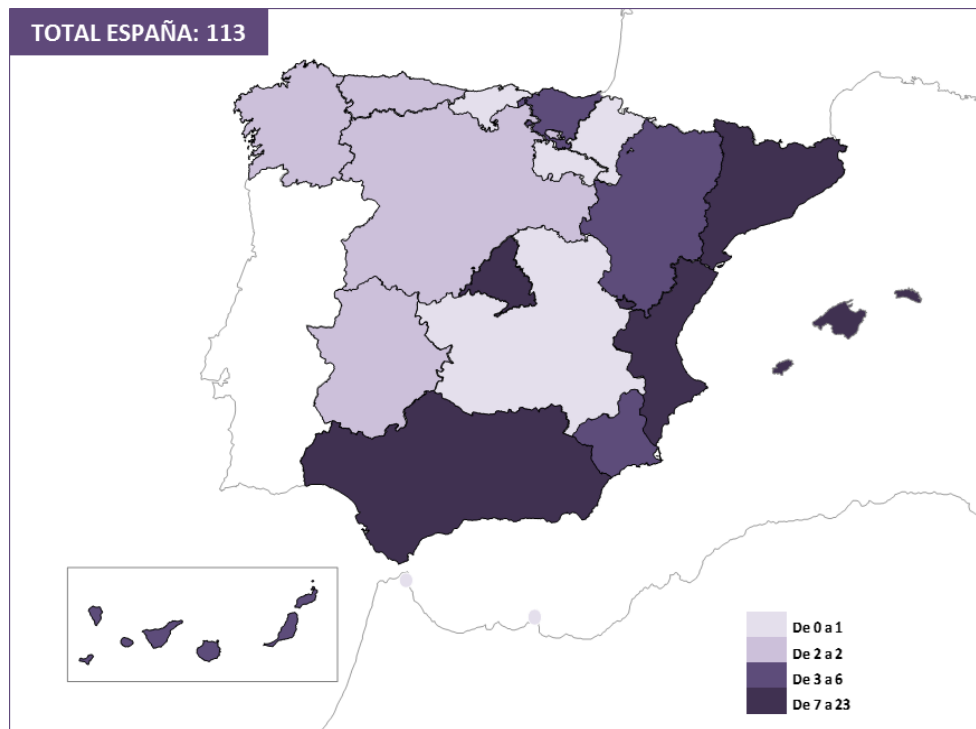 TOTAL ESPAÑA: 113
De 0 a 1
De 2 a 2
De 3 a 6
De 7 a 23